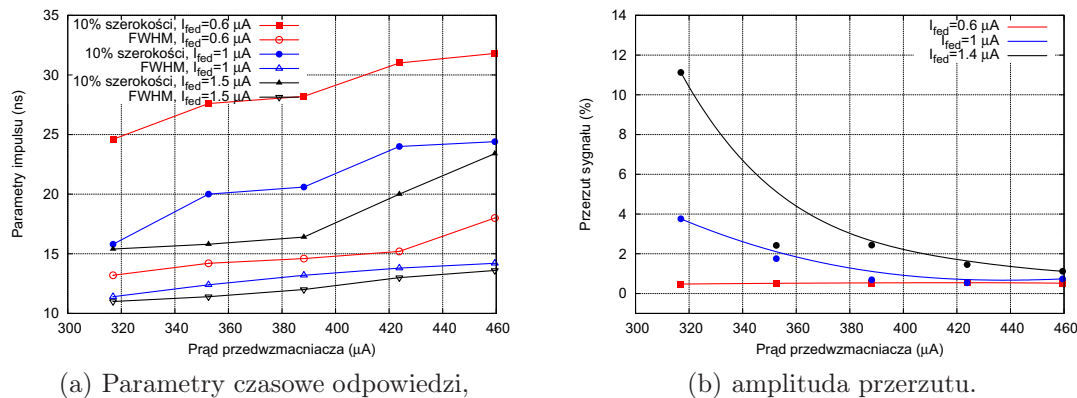 10% szerokości, Ifed=0.6 μA
FWHM, Ifed=0.6 μA
10% szerokości, Ifed=1 μA
FWHM, Ifed=1 μA
10% szerokości, Ifed=1.5 μA
FWHM, Ifed=1.5 μA
35
30
25
20
15
10
Parametry impulsu (ns)
300 320 340 360 380 400 420 440 460
Prąd przedwzmacniacza (μA)
(a) Parametry czasowe odpowiedzi,
Ifed=0.6 μA
Ifed=1 μA
Ifed=1.4 μA
14
12
10
8
6
4
2
0
Przerzut sygnału (%)
300 320 340 360 380 400 420 440 460
Prąd przedwzmacniacza (μA)
(b) amplituda przerzutu.